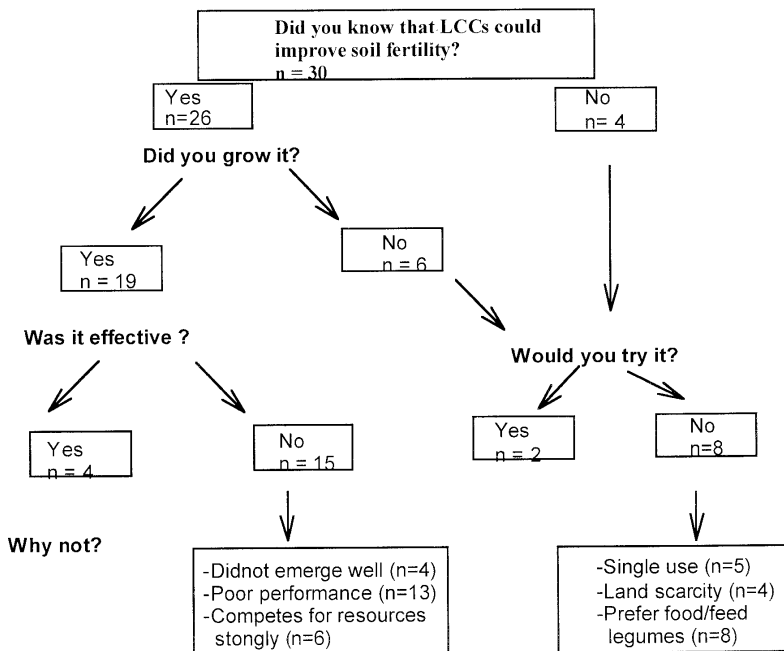 Did you know that LCCs could
improve soil fertility?
n = 30
Yes
n=26
No
n= 4
Did you grow it?
Yes
n = 19
No
n = 6
Was it effective ?
Would you try it?
Yes
n = 4
No
n = 15
Yes
n = 2
No
n=8
Why not?
-Didnot emerge well (n=4)
-Poor performance (n=13)
-Competes for resources
stongly (n=6)
-Single use (n=5)
-Land scarcity (n=4)
-Prefer food/feed
legumes (n=8)